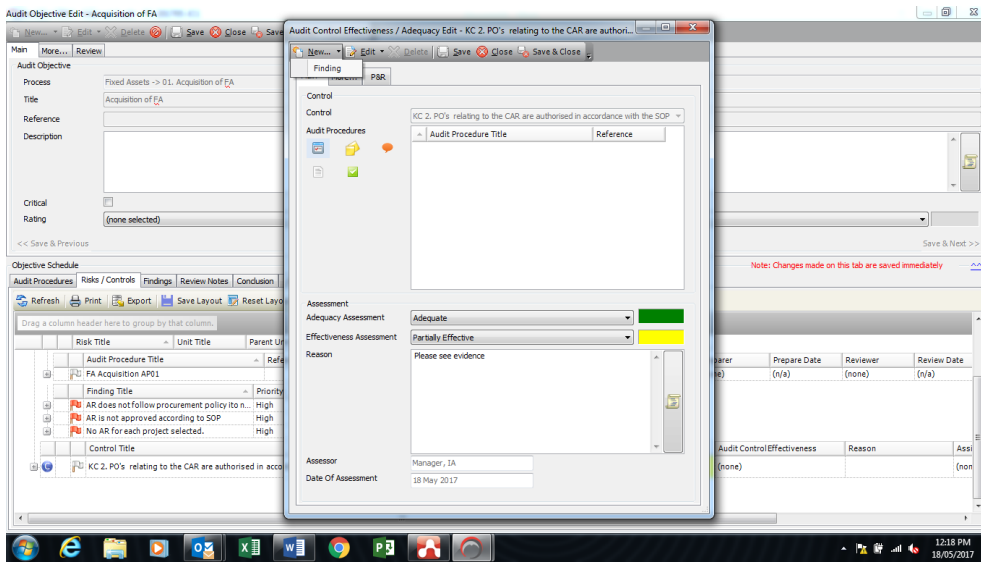 Audit Objective Edit - Acquisition of FA
New... Edit Delete Save Close Save
Main More... Review
Audit Objective
Process Fixed Assets -> 01. Acquisition of FA
Title Acquisition of FA
Reference
Description
Critical
Rating (none selected)
<< Save & Previous
Save & Next >>
Objective Schedule
Note: Changes made on this tab are saved immediately
Audit Procedures Risks / Controls Findings Review Notes Conclusion
Refresh Print Export Save Layout Reset Layo
Drag a column header here to group by that column.
Risk Title Unit Title Parent Un
Audit Procedure Title Refe
parer Prepare Date Reviewer Review Date
FA Acquisition AP01
(n/a) (none) (n/a)
Finding Title Priority
AR does not follow procurement policy ito n... High
AR is not approved according to SOP High
No AR for each project selected. High
Control Title
Audit Control Effectiveness Reason Assi
KC 2. PO's relating to the CAR are authorised in acco
(none) (non
Audit Control Effectiveness / Adequacy Edit - KC 2. PO's relating to the CAR are authori...
New... Edit Delete Save Close Save & Close
Finding
P&R
Control
Control KC 2. PO's relating to the CAR are authorised in accordance with the SOP
Audit Procedures
Audit Procedure Title Reference
Assessment
Adequacy Assessment Adequate
Effectiveness Assessment Partially Effective
Reason Please see evidence
Assessor Manager, IA
Date Of Assessment 18 May 2017
12:18 PM
18/05/2017